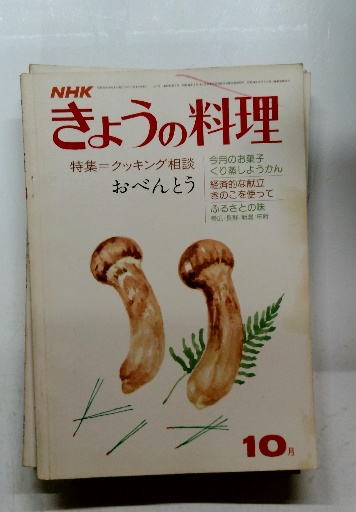 NHK
きょうの料理
特集=クッキング相談
おべんとう
今月のお菓子
くり蒸しようかん
経済的な献立
きのこを使って
ふるさとの味
10月